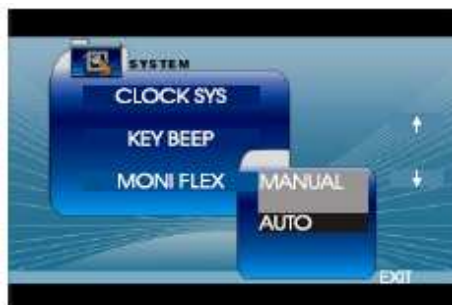 SYSTEM
CLOCK SYS
KEY BEEP
MONI FLEX
MANUAL
AUTO
EXIT